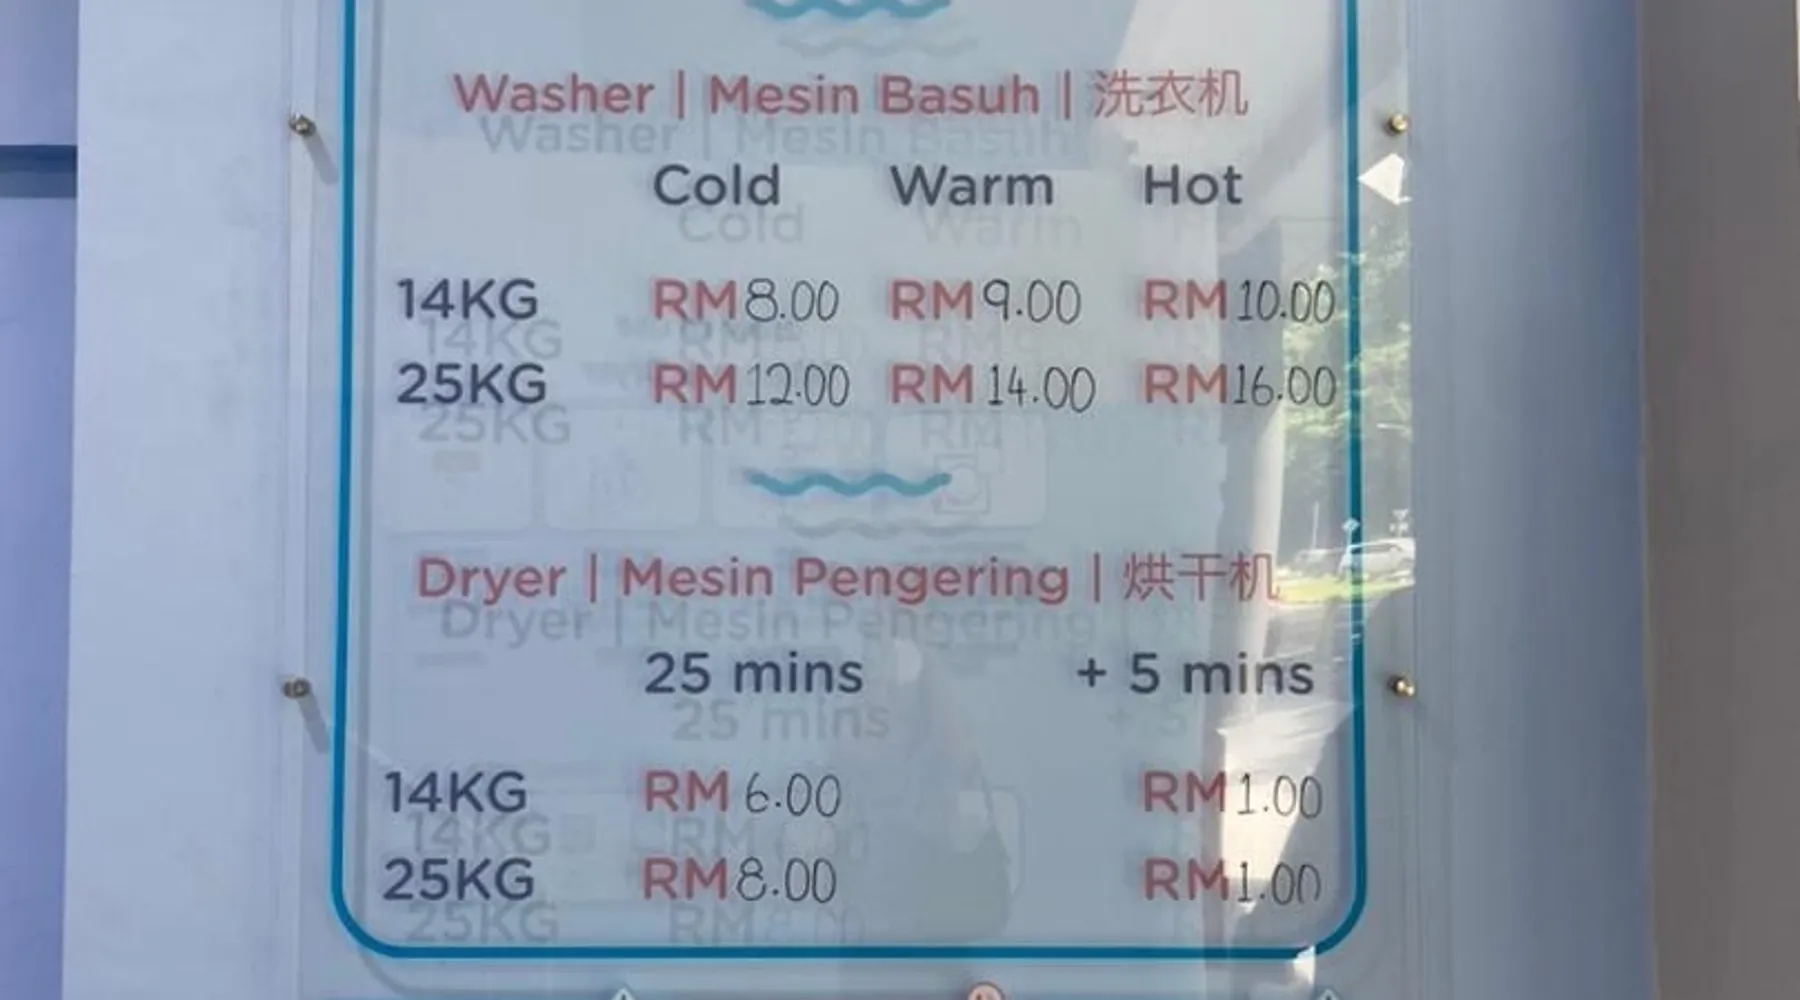 Washer | Mesin Basuh | 洗衣机
Cold Warm Hot
14KG RM8.00 RM9.00 RM10.00
25KG RM12.00 RM14.00 RM16.00
Dryer | Mesin Pengering | 烘干机
25 mins + 5 mins
14KG RM6.00 RM1.00
25KG RM8.00 RM1.00